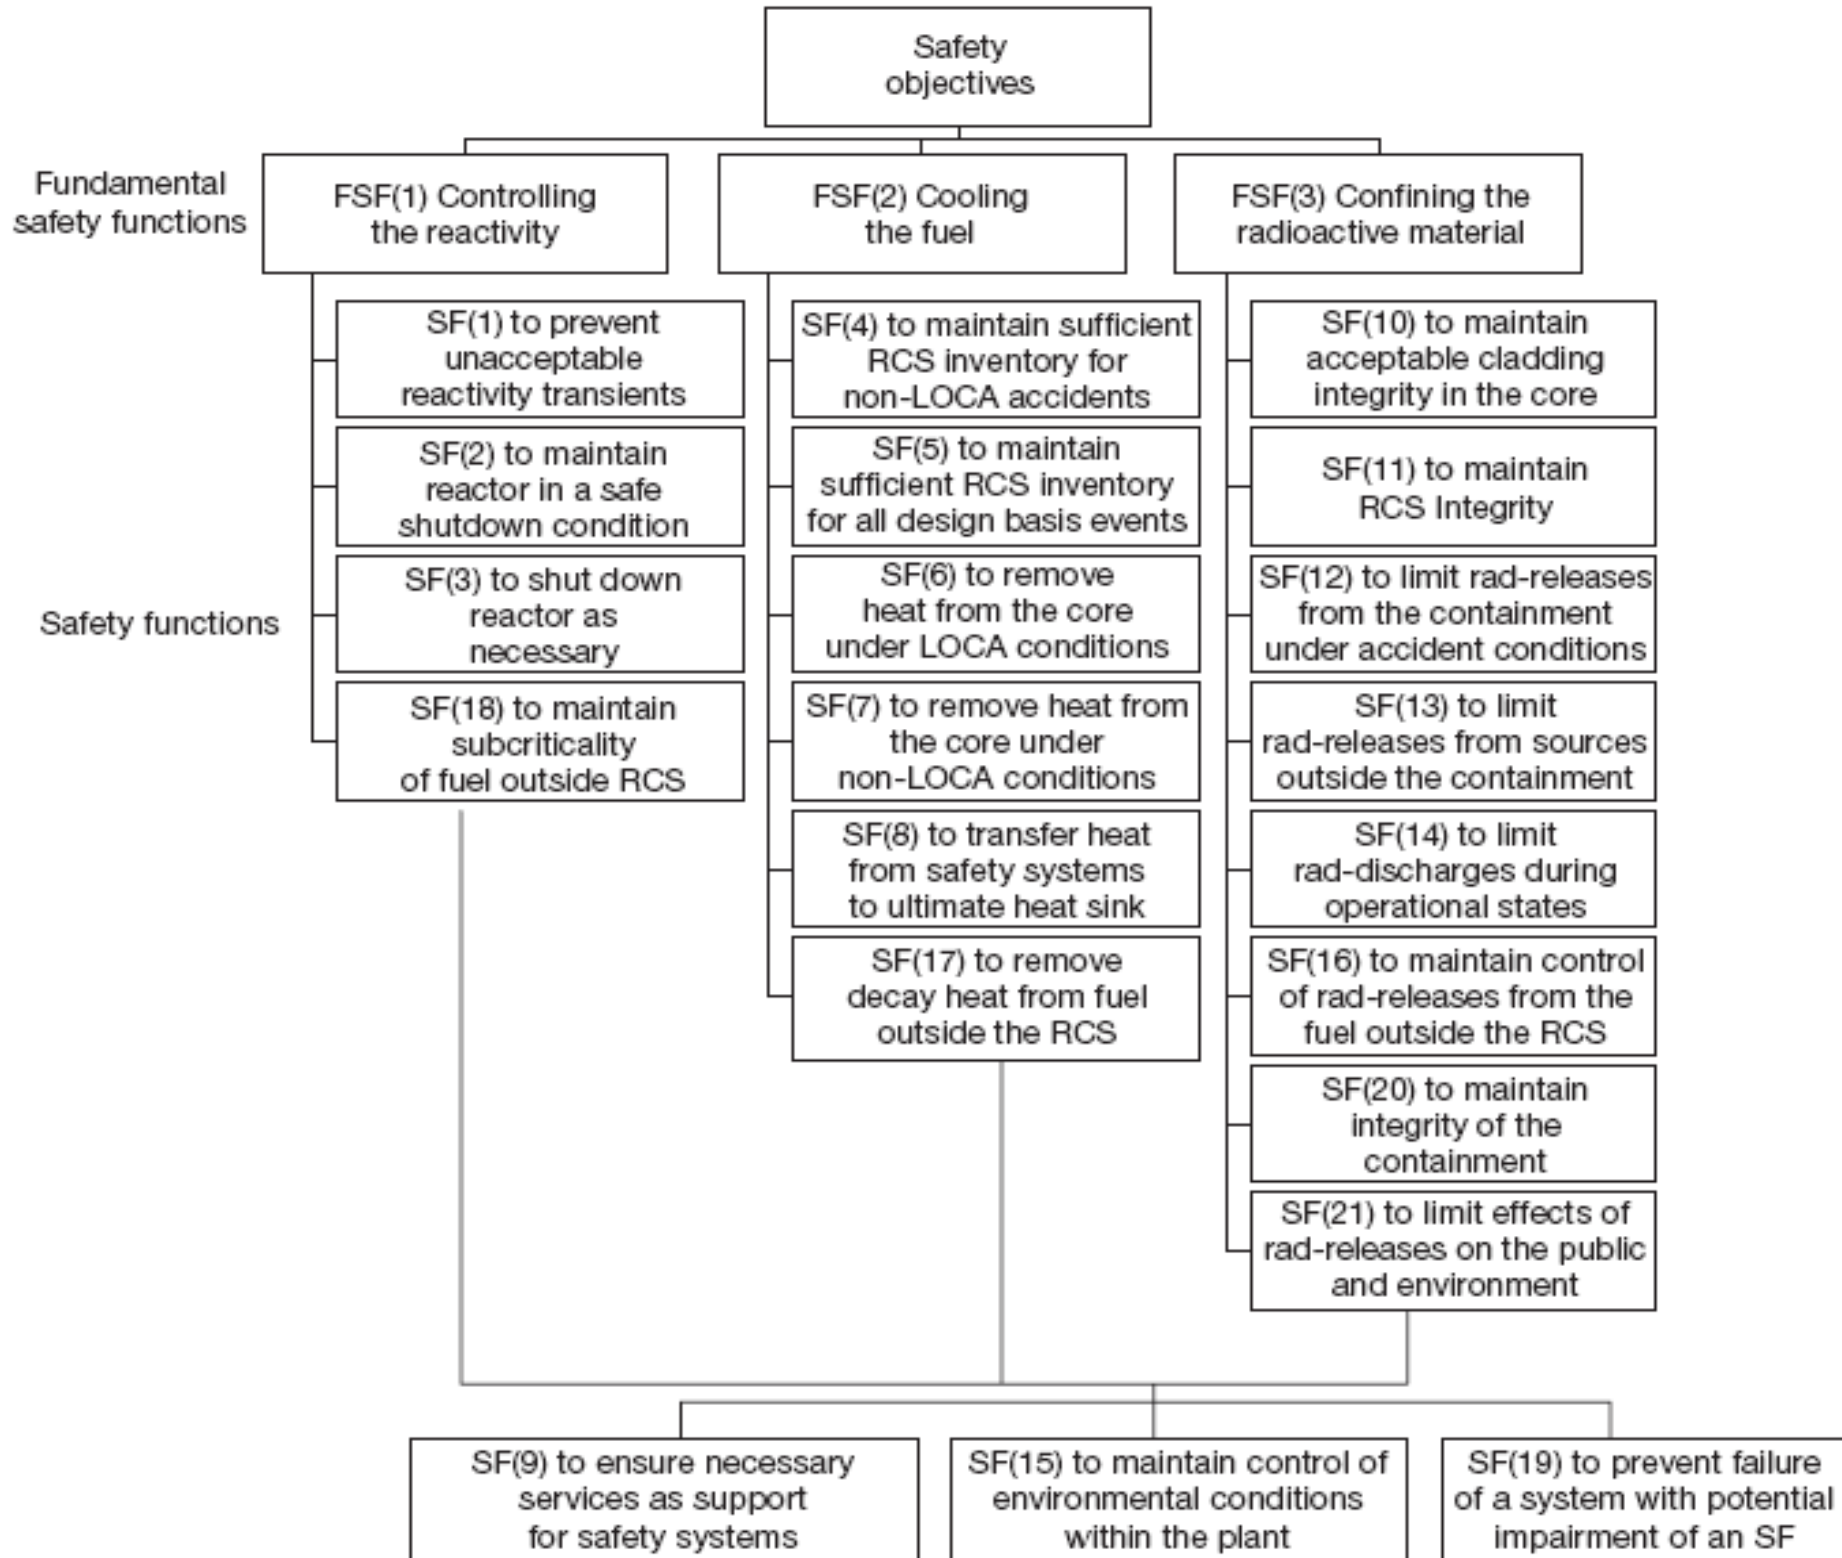 Safety
objectives
Fundamental
safety functions
FSF(1) Controlling
the reactivity
FSF(2) Cooling
the fuel
FSF(3) Confining the
radioactive material
Safety functions
SF(1) to prevent
unacceptable
reactivity transients
SF(2) to maintain
reactor in a safe
shutdown condition
SF(3) to shut down
reactor as
necessary
SF(18) to maintain
subcriticality
of fuel outside RCS
SF(4) to maintain sufficient
RCS inventory for
non-LOCA accidents
SF(5) to maintain
sufficient RCS inventory
for all design basis events
SF(6) to remove
heat from the core
under LOCA conditions
SF(7) to remove heat from
the core under
non-LOCA conditions
SF(8) to transfer heat
from safety systems
to ultimate heat sink
SF(17) to remove
decay heat from fuel
outside the RCS
SF(10) to maintain
acceptable cladding
integrity in the core
SF(11) to maintain
RCS Integrity
SF(12) to limit rad-releases
from the containment
under accident conditions
SF(13) to limit
rad-releases from sources
outside the containment
SF(14) to limit
rad-discharges during
operational states
SF(16) to maintain control
of rad-releases from the
fuel outside the RCS
SF(20) to maintain
integrity of the
containment
SF(21) to limit effects of
rad-releases on the public
and environment
SF(9) to ensure necessary
services as support
for safety systems
SF(15) to maintain control of
environmental conditions
within the plant
SF(19) to prevent failure
of a system with potential
impairment of an SF